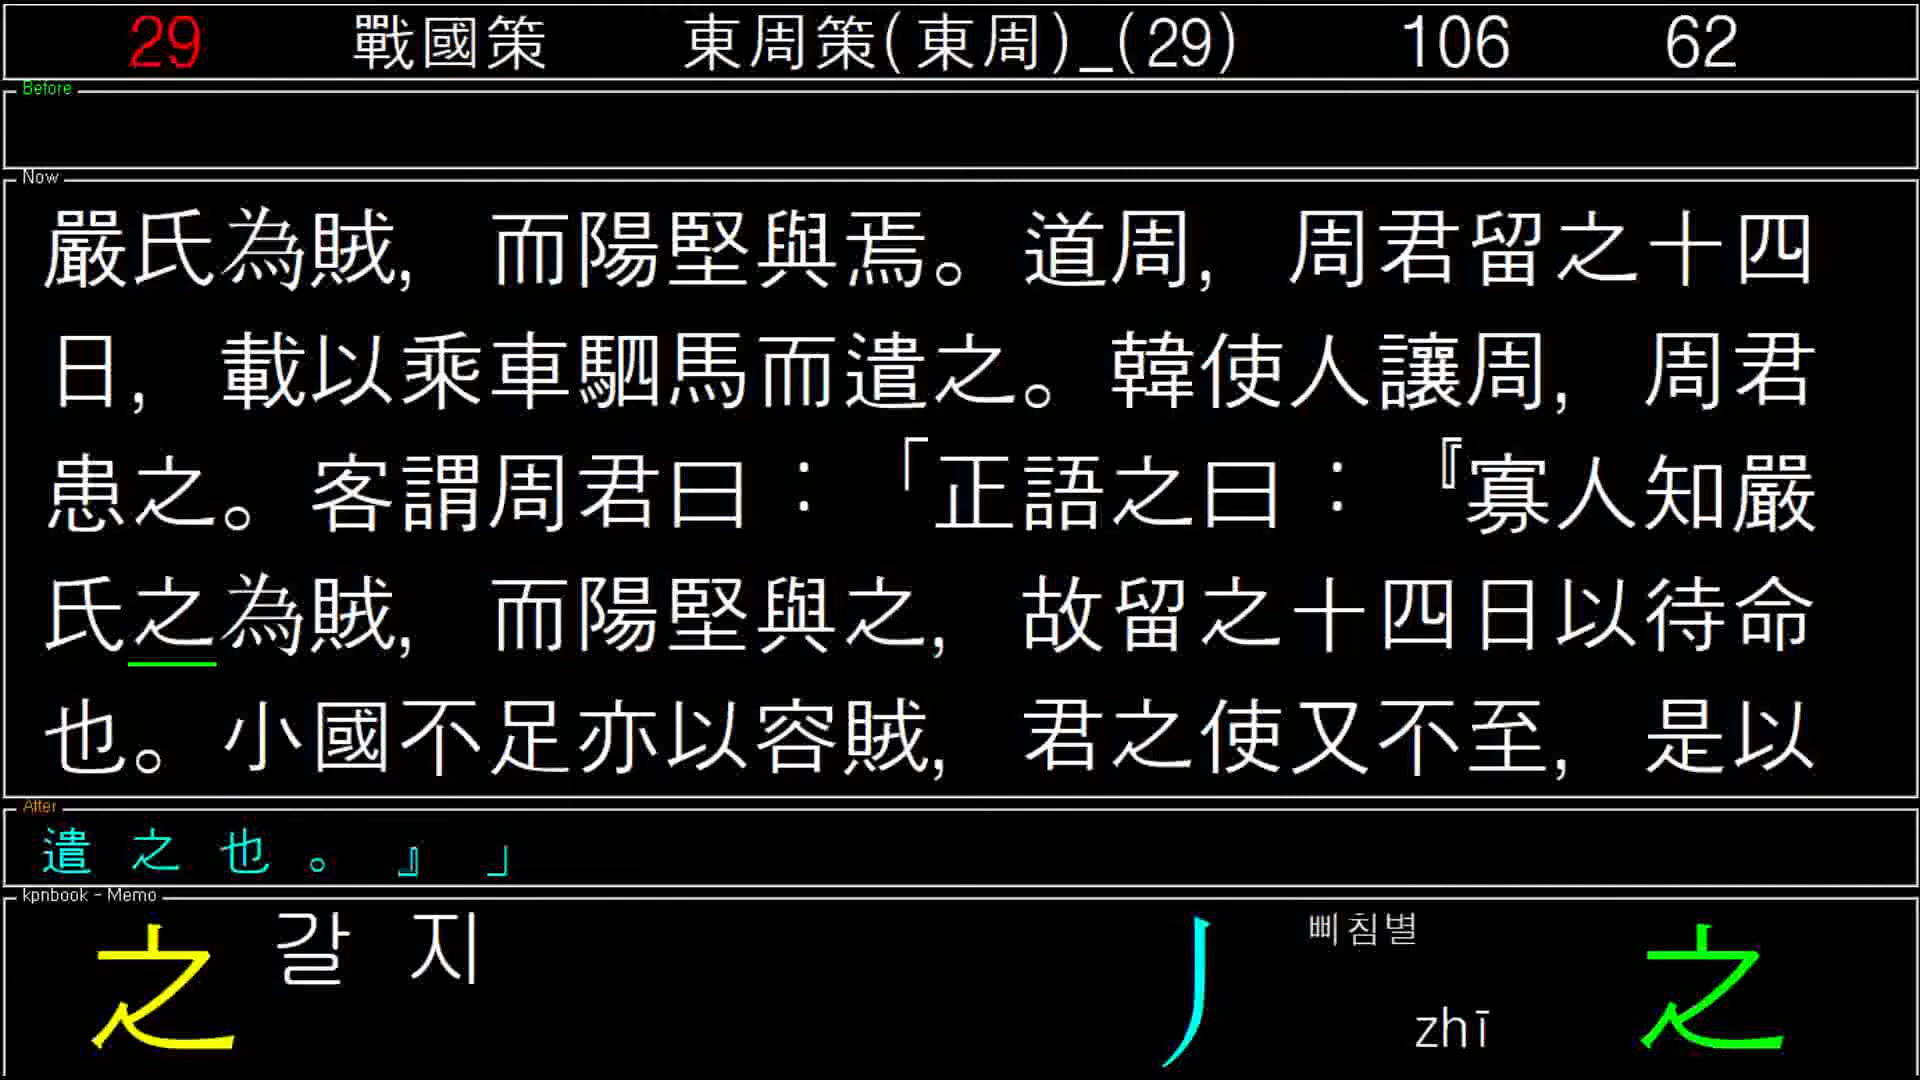 29 戰國策 東周策(東周)_(29) 106 62
Before
Now
嚴氏為賊, 而陽堅與焉。道周, 周君留之十四
日, 載以乘車駟馬而遣之。韓使人讓周, 周君
患之。客謂周君曰：「正語之曰：『寡人知嚴
氏之為賊, 而陽堅與之, 故留之十四日以待命
也。小國不足亦以容賊, 君之使又不至, 是以
After
遣之也。』」
kpnbook - Memo
之 갈 지 丿 삐침별 zhī 之